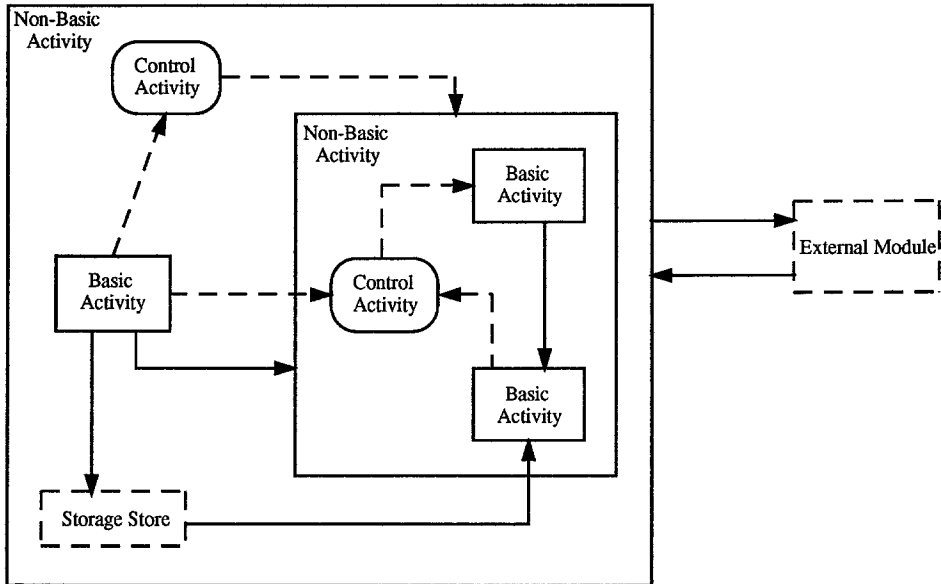 Non-Basic
Activity
Control
Activity
Non-Basic
Activity
Basic
Activity
External Module
Basic
Activity
Control
Activity
Basic
Activity
Storage Store